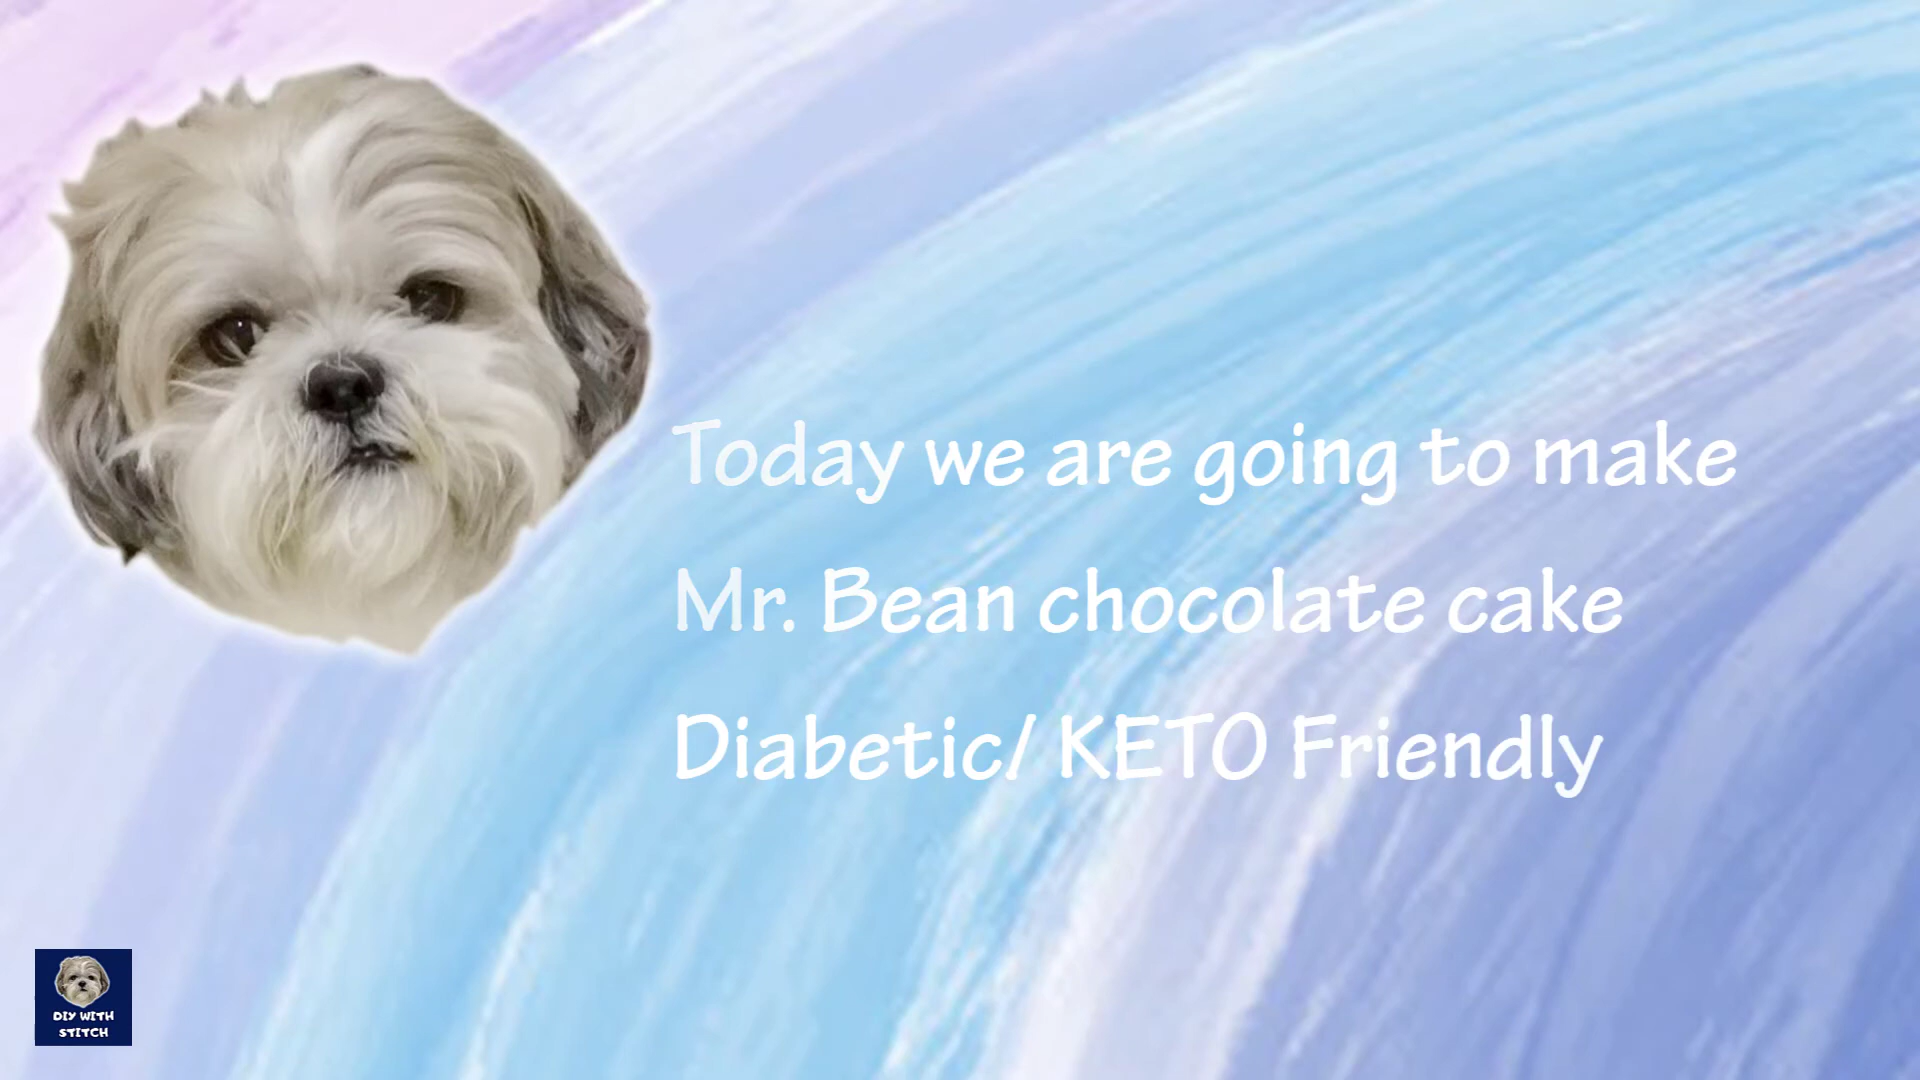 Today we are going to make
Mr. Bean chocolate cake
Diabetic/ KETO Friendly
DIY WITH
STITCH